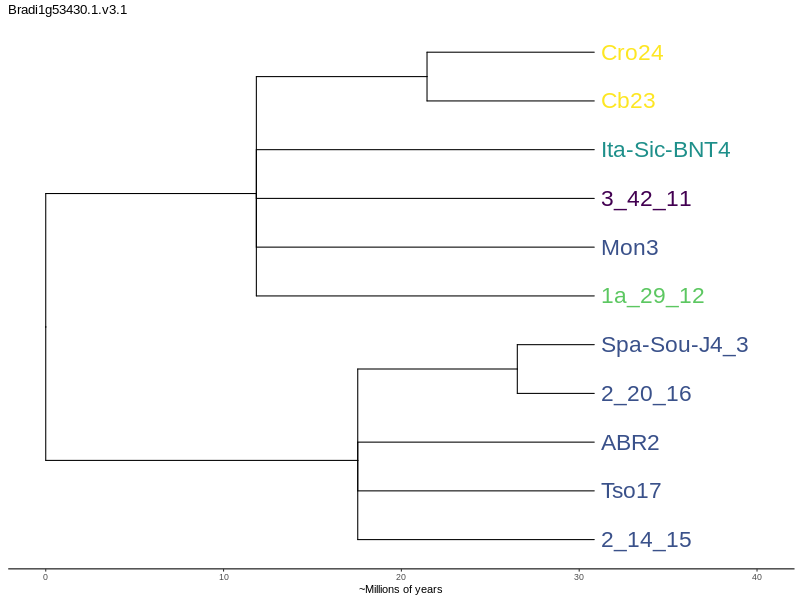 Bradi1g53430.1.v3.1
Cro24
Cb23
Ita-Sic-BNT4
3_42_11
Mon3
1a_29_12
Spa-Sou-J4_3
2_20_16
ABR2
Tso17
2_14_15
0 10 20 30 40
~Millions of years